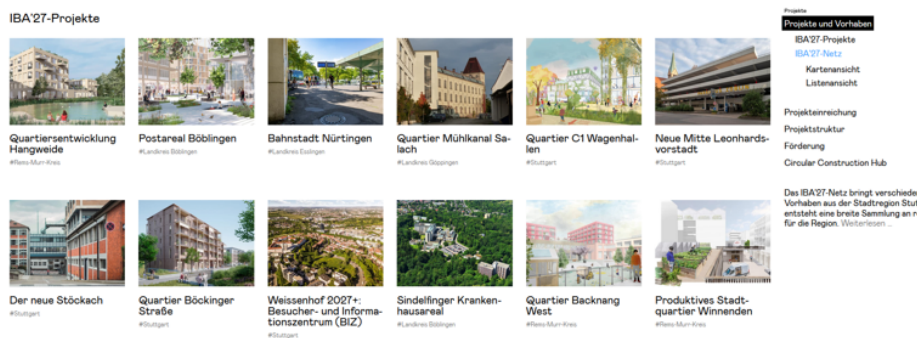 IBA'27-Projekte
Quartiersentwicklung
Hangweide
#Rems-Murr-Kreis
Postareal Böblingen
#Landkreis Böblingen
Bahnstadt Nürtingen
#Landkreis Esslingen
Quartier Mühlkanal Sa-
lach
#Landkreis Göppingen
Quartier C1 Wagenhal-
len
#Stuttgart
Neue Mitte Leonhards-
vorstadt
#Stuttgart
Der neue Stöckach
#Stuttgart
Quartier Böckinger
Straße
#Stuttgart
Weissenhof 2027+:
Besucher- und Informa-
tionszentrum (BIZ)
#Stuttgart
Sindelfinger Kranken-
hausareal
#Landkreis Böblingen
Quartier Backnang
West
#Rems-Murr-Kreis
Produktives Stadt-
quartier Winnenden
#Rems-Murr-Kreis
Projekte
Projekte und Vorhaben
IBA'27-Projekte
IBA'27-Netz
Kartenansicht
Listenansicht
Projekteinreichung
Projektstruktur
Förderung
Circular Construction Hub
Das IBA'27-Netz bringt verschiede
Vorhaben aus der Stadtregion Stu
entsteht eine breite Sammlung an
für die Region. Weiterlesen ...